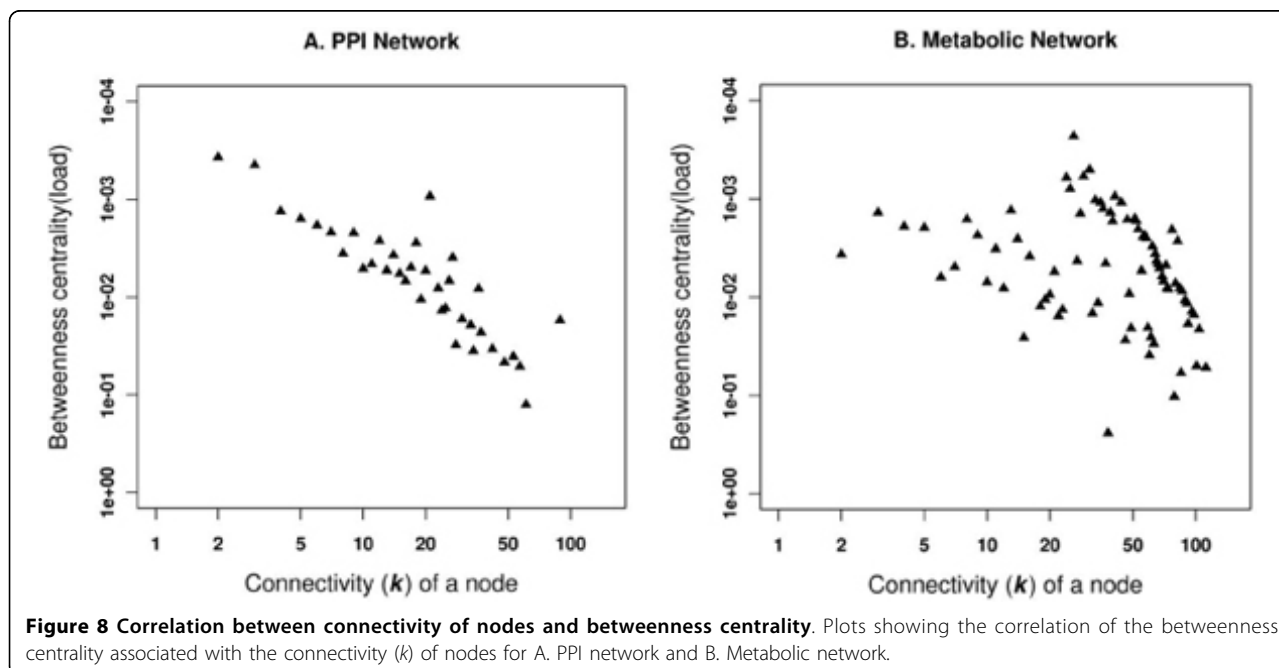 A. PPI Network
Betweenness centrality(load)
1e-04
1e-03
1e-02
1e-01
1e+00
1 2 5 10 20 50 100
Connectivity (k) of a node
B. Metabolic Network
Betweenness centrality(load)
1e-04
1e-03
1e-02
1e-01
1e+00
1 2 5 10 20 50 100
Connectivity (k) of a node
Figure 8 Correlation between connectivity of nodes and betweenness centrality. Plots showing the correlation of the betweenness
centrality associated with the connectivity (k) of nodes for A. PPI network and B. Metabolic network.